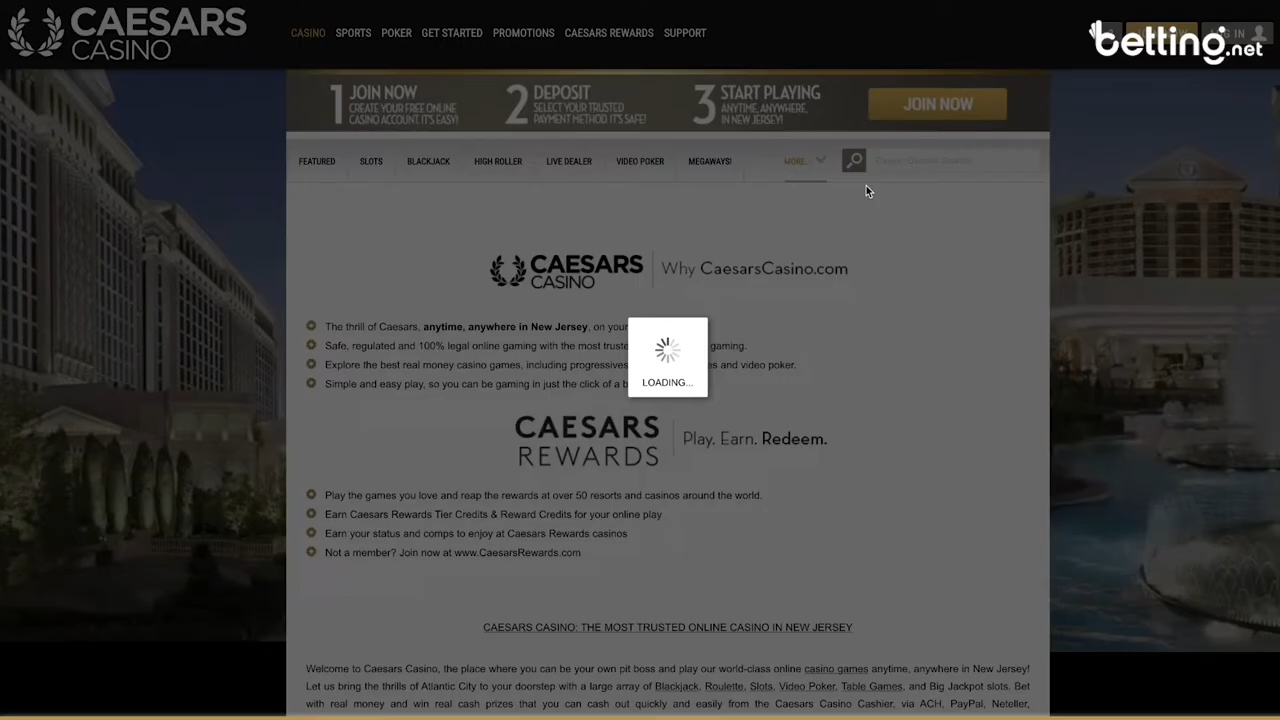 CAESARS
CASINO
CASINO SPORTS POKER GET STARTED PROMOTIONS CAESARS REWARDS SUPPORT
betting.net
1 JOIN NOW
CREATE YOUR FREE ONLINE
CASINO ACCOUNT. IT'S EASY!
2 DEPOSIT
SELECT YOUR TRUSTED
PAYMENT METHOD. IT'S SAFE!
3 START PLAYING
ANYTIME, ANYWHERE,
IN NEW JERSEY!
JOIN NOW
FEATURED SLOTS BLACKJACK HIGH ROLLER LIVE DEALER VIDEO POKER MEGAWAYS! MORE..
CAESARS
CASINO
Why CaesarsCasino.com
The thrill of Caesars, anytime, anywhere in New Jersey, on your
Safe, regulated and 100% legal online gaming with the most truste gaming.
Explore the best real money casino games, including progressives es and video poker.
Simple and easy play, so you can be gaming in just the click of a b
LOADING...
CAESARS
REWARDS
Play. Earn. Redeem.
Play the games you love and reap the rewards at over 50 resorts and casinos around the world.
Earn Caesars Rewards Tier Credits & Reward Credits for your online play
Earn your status and comps to enjoy at Caesars Rewards casinos
Not a member? Join now at www.CaesarsRewards.com
CAESARS CASINO: THE MOST TRUSTED ONLINE CASINO IN NEW JERSEY
Welcome to Caesars Casino, the place where you can be your own pit boss and play our world-class online casino games anytime, anywhere in New Jersey!
Let us bring the thrills of Atlantic City to your doorstep with a large array of Blackjack, Roulette, Slots, Video Poker, Table Games, and Big Jackpot slots. Bet
with real money and win real cash prizes that you can cash out quickly and easily from the Caesars Casino Cashier, via ACH, PayPal, Neteller,